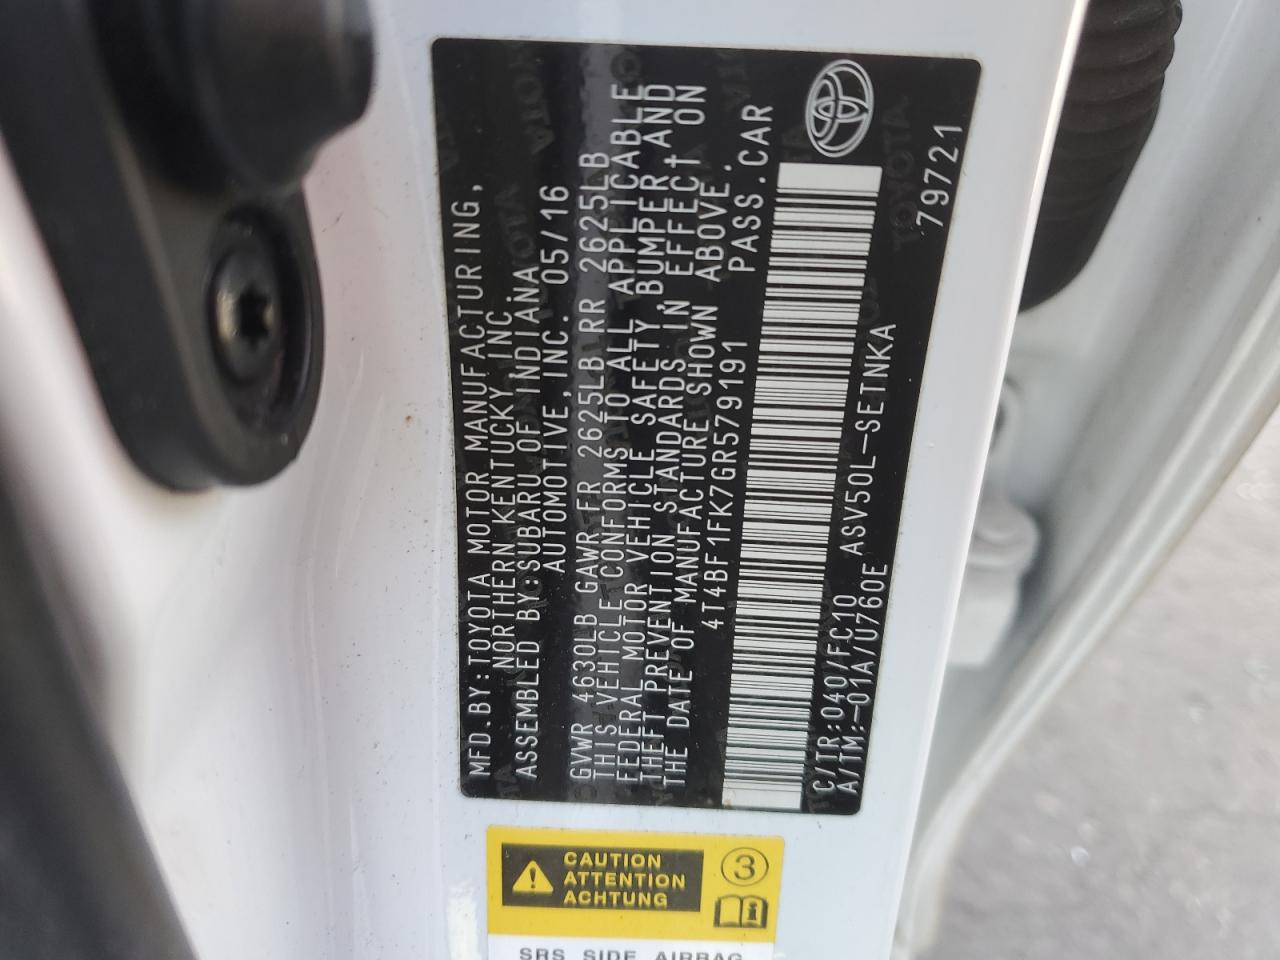 MFD.BY:TOYOTA MOTOR MANUFACTURING,
NORTHERN KENTUCKY,INC.
ASSEMBLED BY:SUBARU OF INDIANA
AUTOMOTIVE,INC. 05/16
GVWR 4630LB GAWR FR 2625LB RR 2625LB
THIS VEHICLE CONFORMS TO ALL APPLICABLE
FEDERAL MOTOR VEHICLE SAFETY,BUMPER,AND
THEFT PREVENTION STANDARDS IN EFFECT ON
THE DATE OF MANUFACTURE SHOWN ABOVE.
4T4BF1FK7GR579191 PASS.CAR
C/TR:040/FC10 ASV50L-SETNKA
A/TM:-01A/U760E
79721
CAUTION
ATTENTION
ACHTUNG
3
SRS SIDE AIRBAG